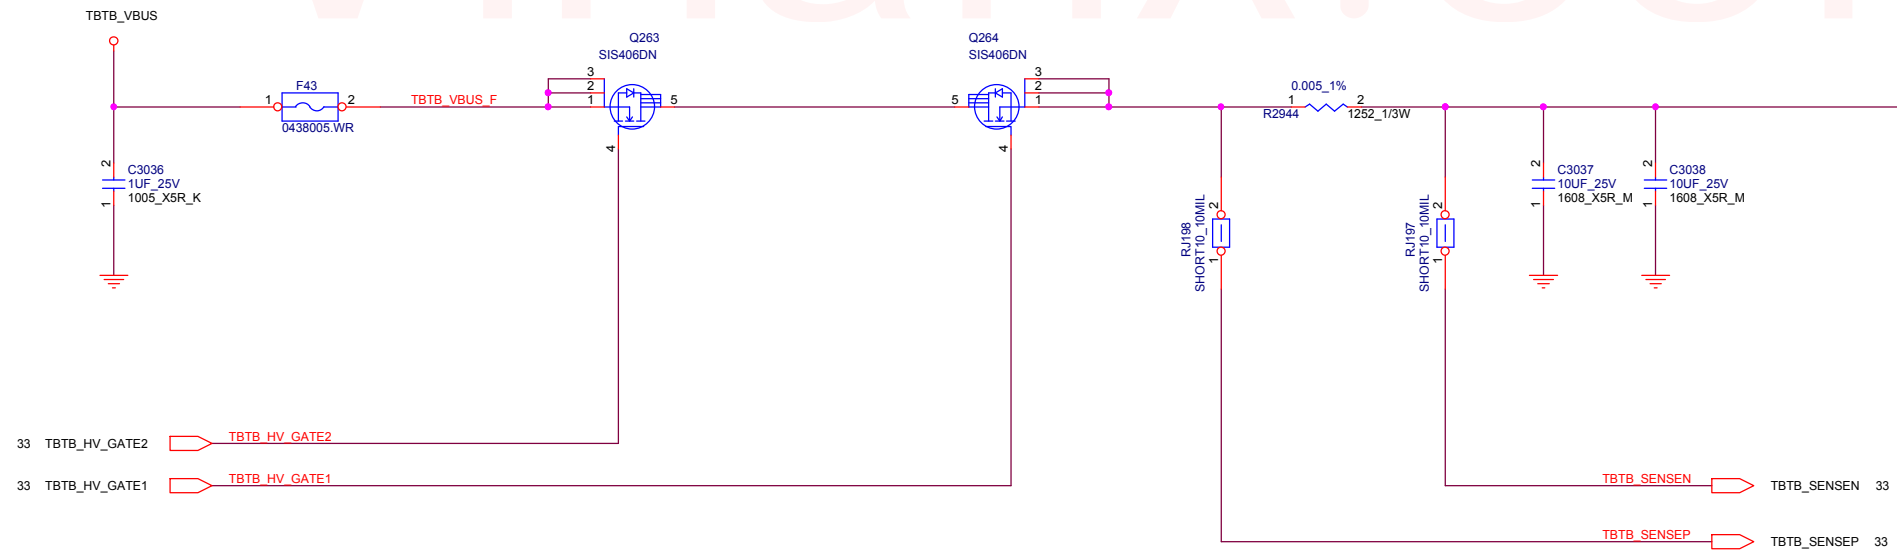 TBTB_VBUS
F43
1 2
0438005.WR
TBTB_VBUS_F
Q263
SIS406DN
3
2
1
5
4
Q264
SIS406DN
5
3
2
1
4
0.005_1%
1 2
R2944
1252_1/3W
2
C3036
1UF_25V
1005_X5R_K
1
RJ198
SHORT10_10MIL
2
1
RJ197
SHORT10_10MIL
2
1
2
C3037
10UF_25V
1608_X5R_M
1
2
C3038
10UF_25V
1608_X5R_M
1
33 TBTB_HV_GATE2
TBTB_HV_GATE2
33 TBTB_HV_GATE1
TBTB_HV_GATE1
TBTB_SENSEN
TBTB_SENSEN 33
TBTB_SENSEP
TBTB_SENSEP 33